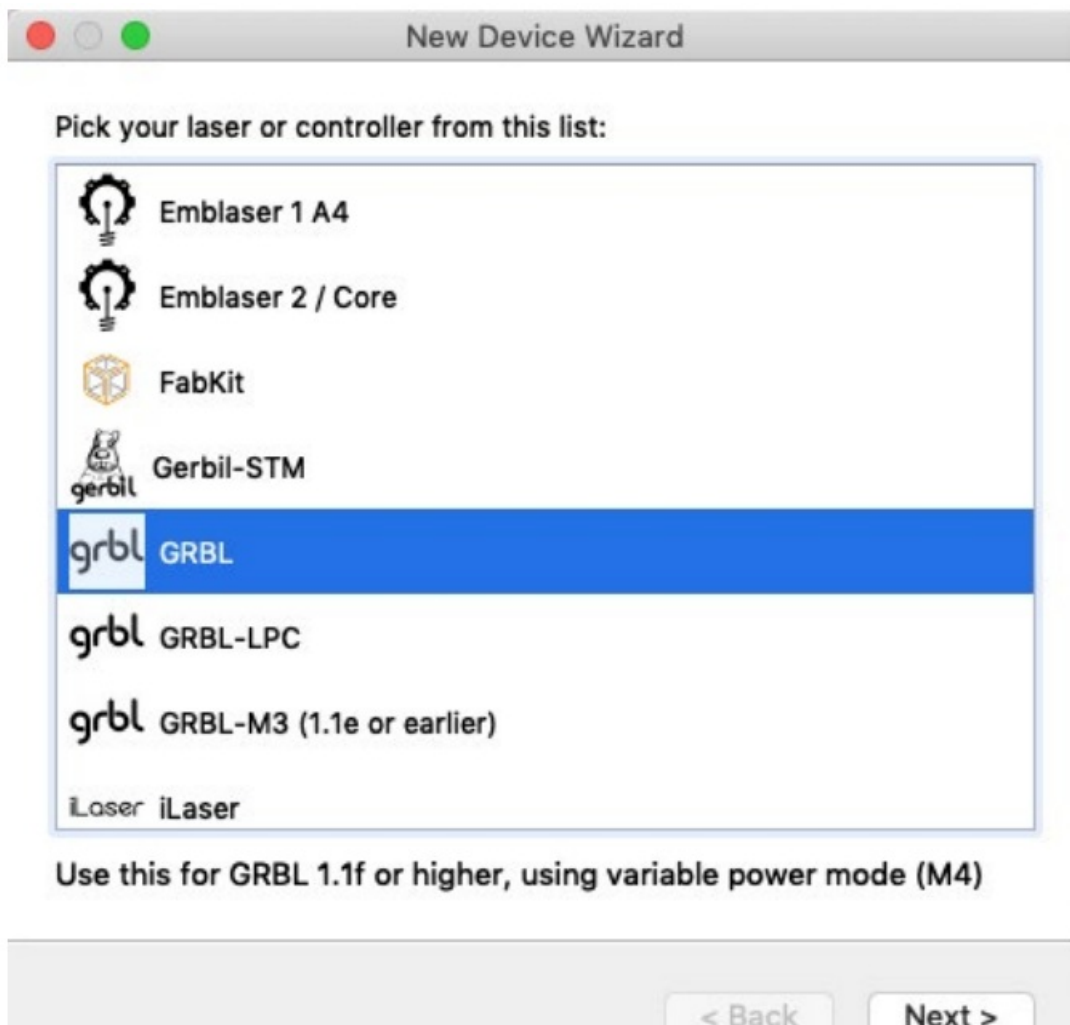 New Device Wizard
Pick your laser or controller from this list:
Emblaser 1 A4
Emblaser 2 / Core
FabKit
gerbil Gerbil-STM
grbl GRBL
grbl GRBL-LPC
grbl GRBL-M3 (1.1e or earlier)
iLaser iLaser
Use this for GRBL 1.1f or higher, using variable power mode (M4)
< Back Next >